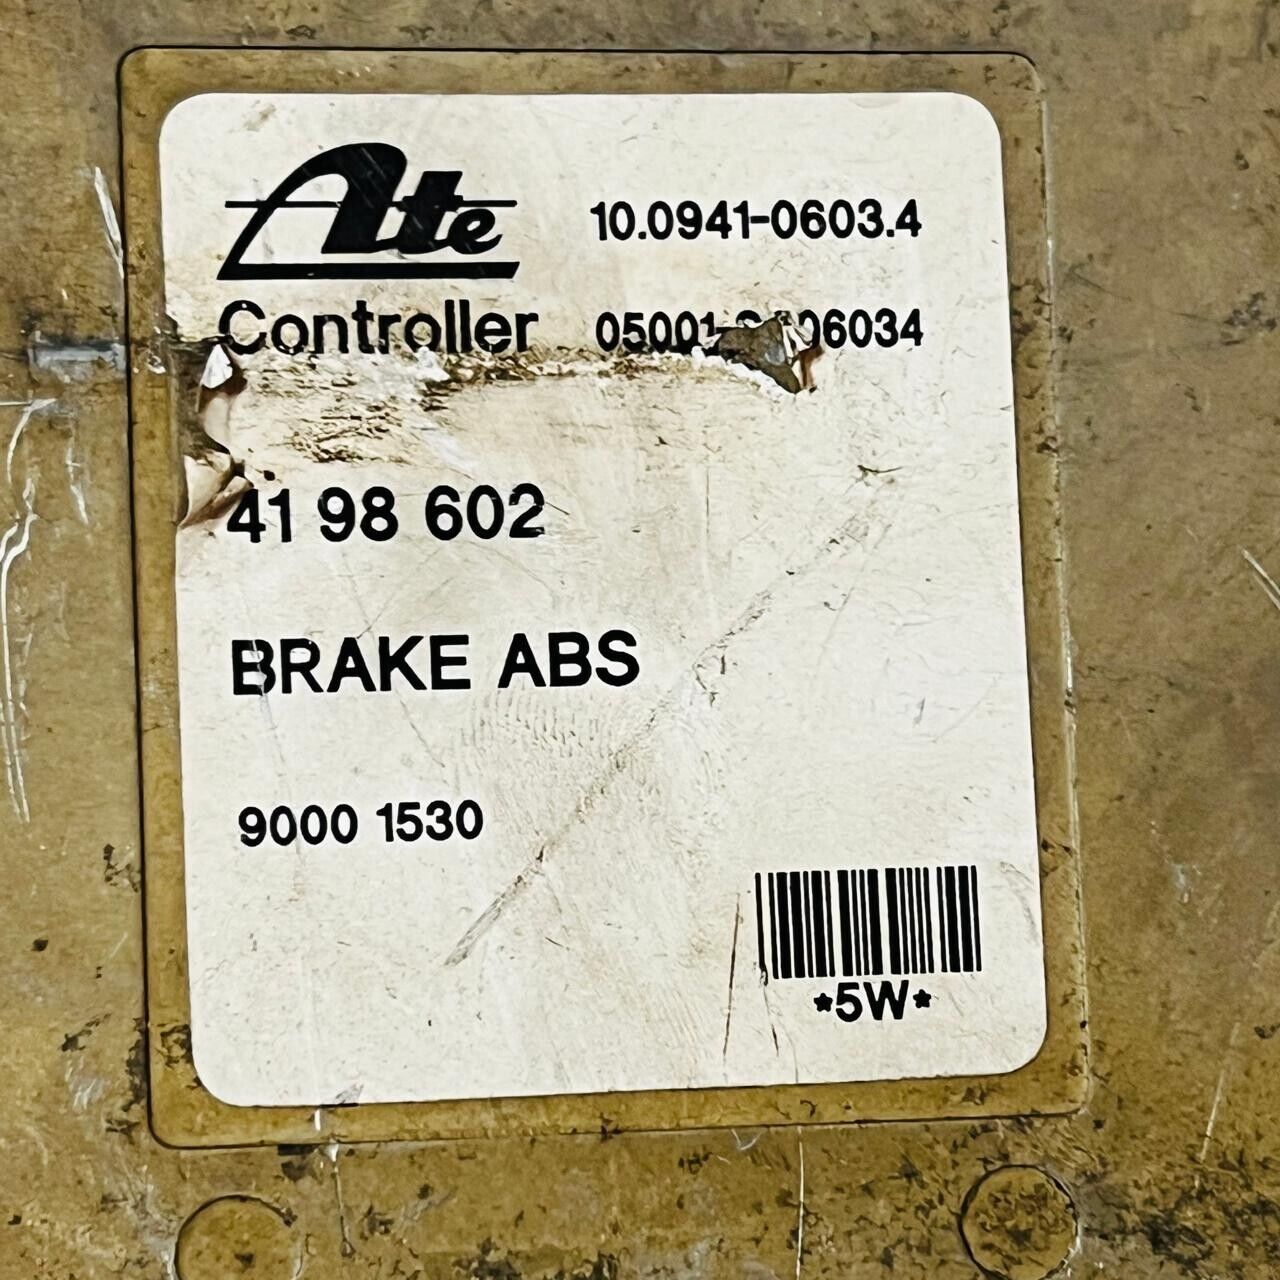 Ate 10.0941-0603.4
Controller
41 98 602
BRAKE ABS
9000 1530
*5W*